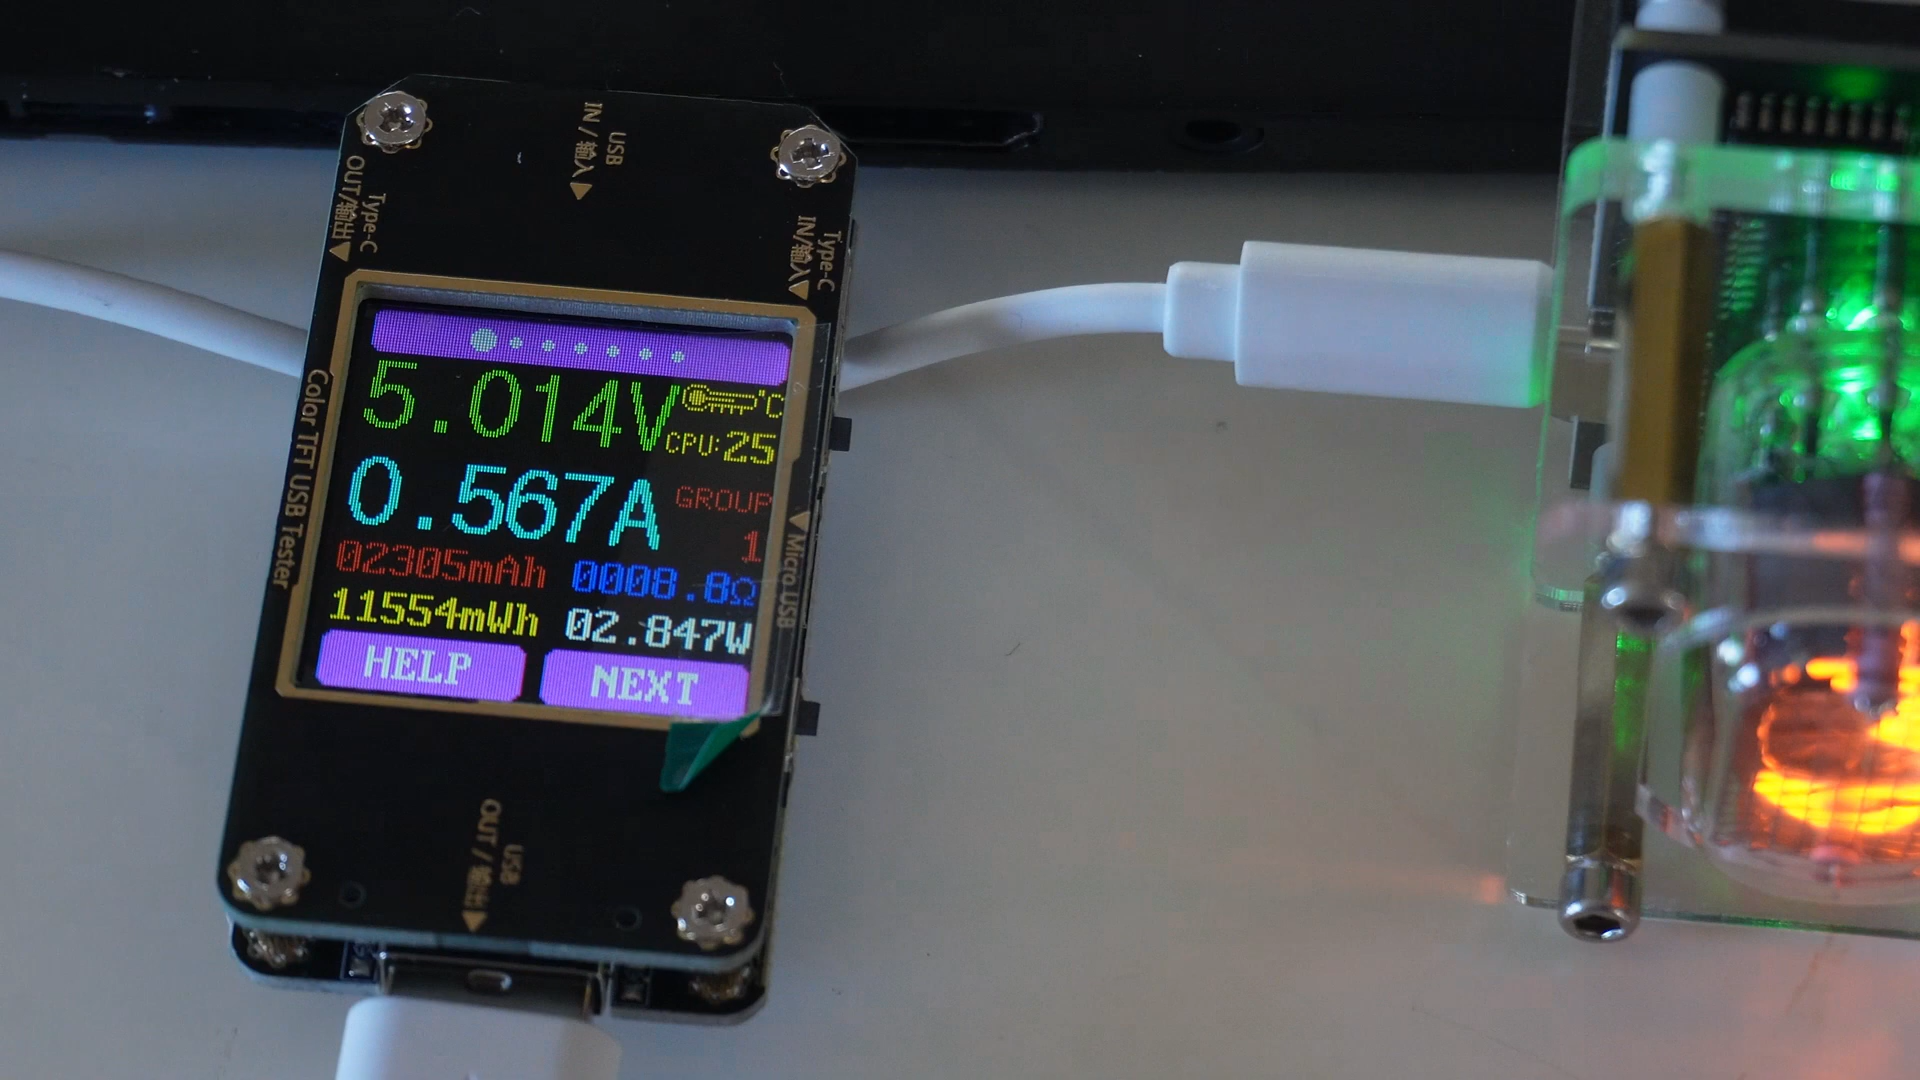 USB
IN / 输入
Type-C
OUT/输出
Type-C
IN/输入
5.014V
°C
CPU:25
0.567A
GROUP
1
02305mAh
0008.8Ω
11554mWh
02.847W
HELP
NEXT
Color TFT USB Tester
Micro USB
USB
OUT / 输出